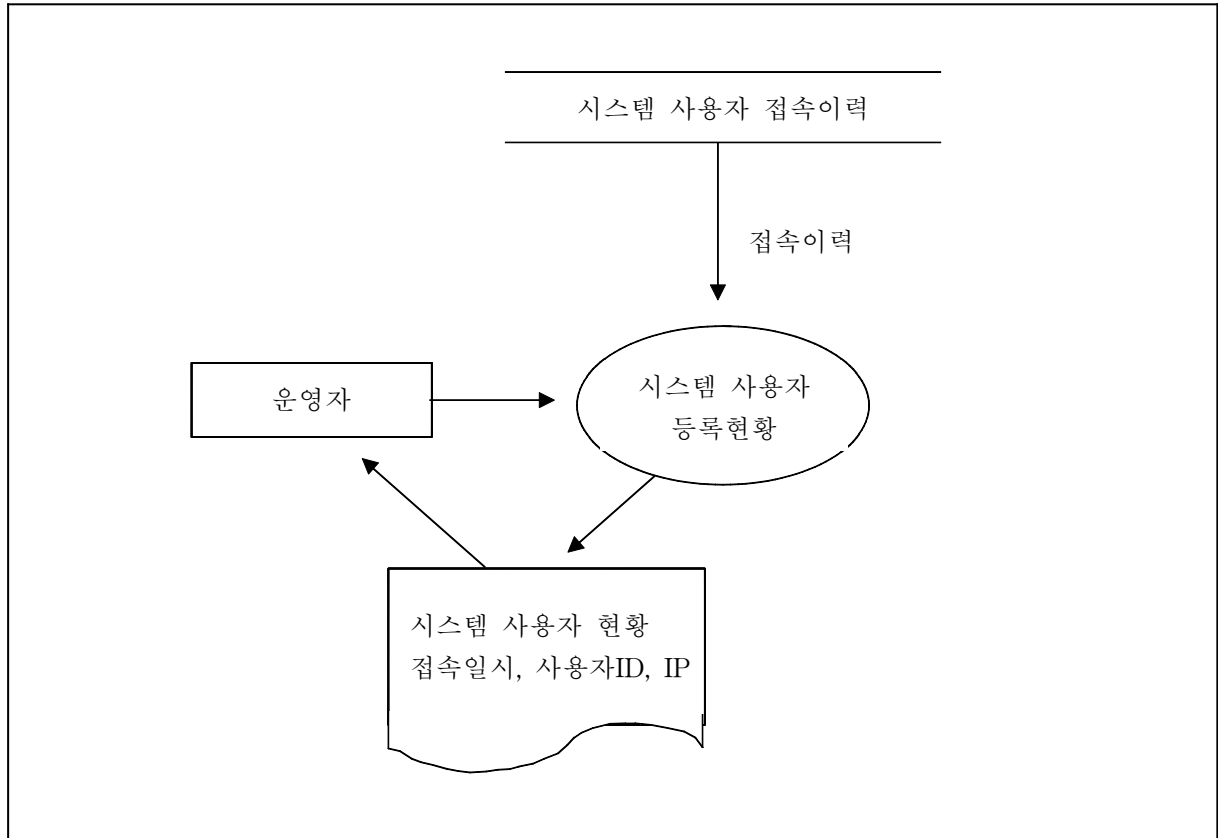 시스템 사용자 접속이력
접속이력
시스템 사용자
등록현황
운영자
시스템 사용자 현황
접속일시, 사용자ID, IP